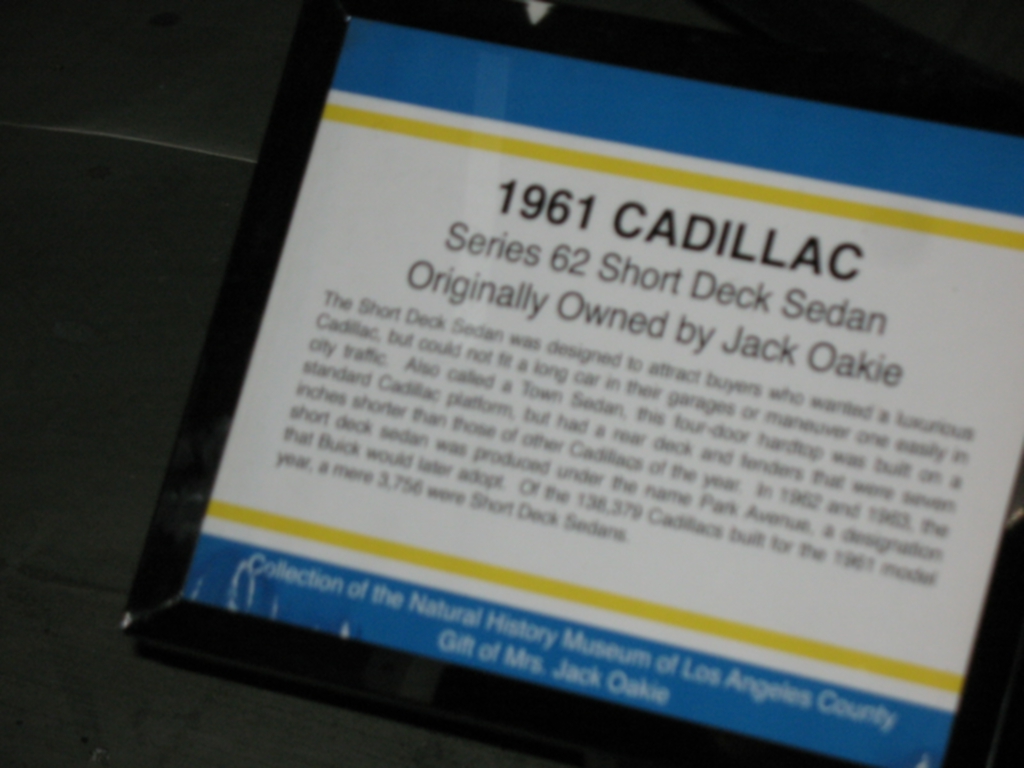 1961 CADILLAC
Series 62 Short Deck Sedan
Originally Owned by Jack Oakie
The Short Deck Sedan was designed to attract buyers who wanted a luxurious
Cadillac, but could not fit a long car in their garages or maneuver one easily in
city traffic. Also called a Town Sedan, this four-door hardtop was built on a
standard Cadillac platform, but had a rear deck and fenders that were seven
inches shorter than those of other Cadillacs of the year. In 1962 and 1963, the
short deck sedan was produced under the name Park Avenue, a designation
that Buick would later adopt. Of the 138,379 Cadillacs built for the 1961 model
year, a mere 3,756 were Short Deck Sedans.
Collection of the Natural History Museum of Los Angeles County
Gift of Mrs. Jack Oakie